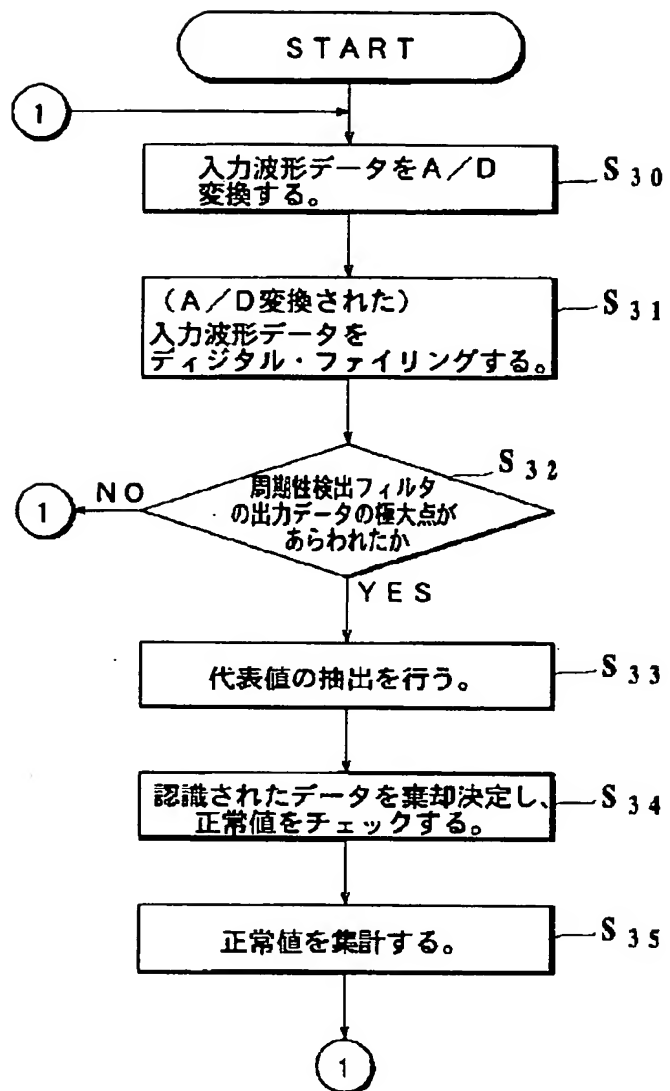 START
1
入力波形データをA/D
変換する。
S30
(A/D変換された)
入力波形データを
ディジタル・ファイリングする。
S31
周期性検出フィルタ
の出力データの極大点が
あらわれたか
S32
NO
1
YES
代表値の抽出を行う。
S33
認識されたデータを棄却決定し、
正常値をチェックする。
S34
正常値を集計する。
S35
1